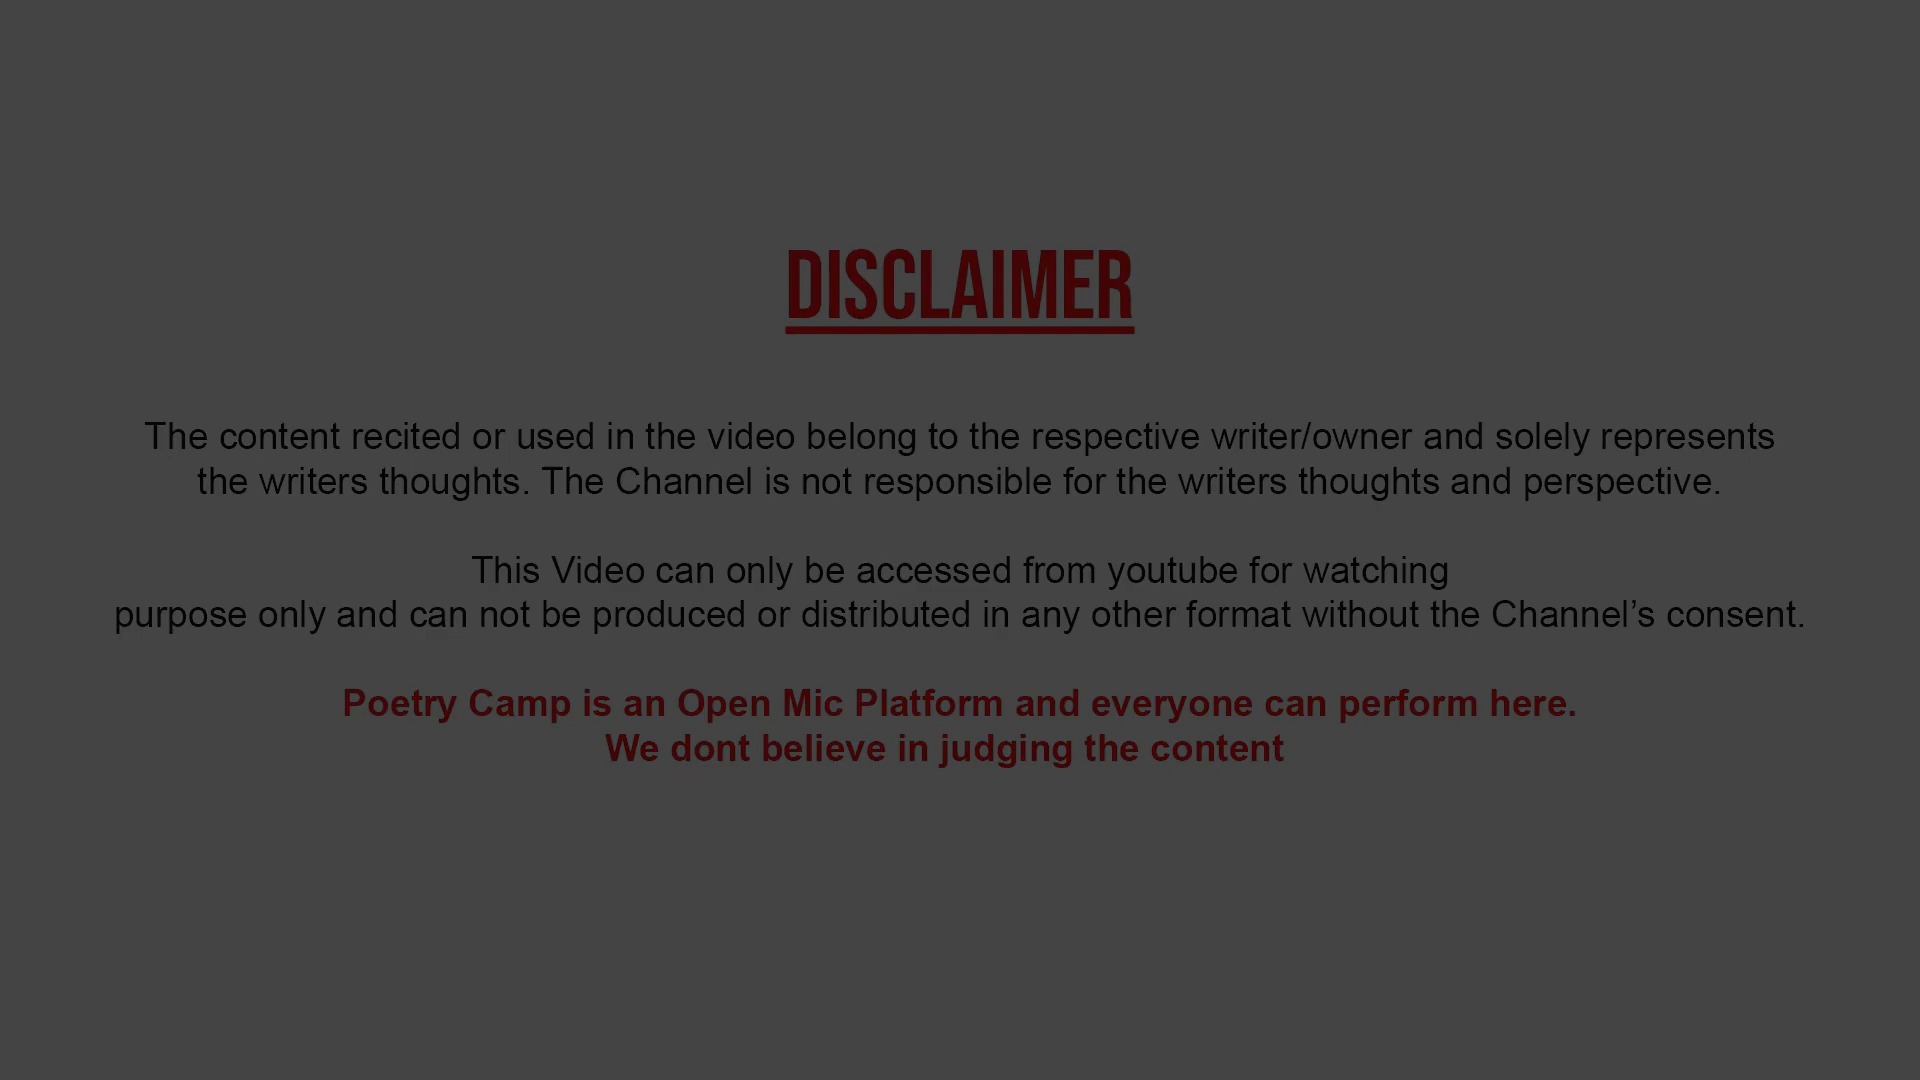 DISCLAIMER
The content recited or used in the video belong to the respective writer/owner and solely represents
the writers thoughts. The Channel is not responsible for the writers thoughts and perspective.
This Video can only be accessed from youtube for watching
purpose only and can not be produced or distributed in any other format without the Channel’s consent.
Poetry Camp is an Open Mic Platform and everyone can perform here.
We dont believe in judging the content